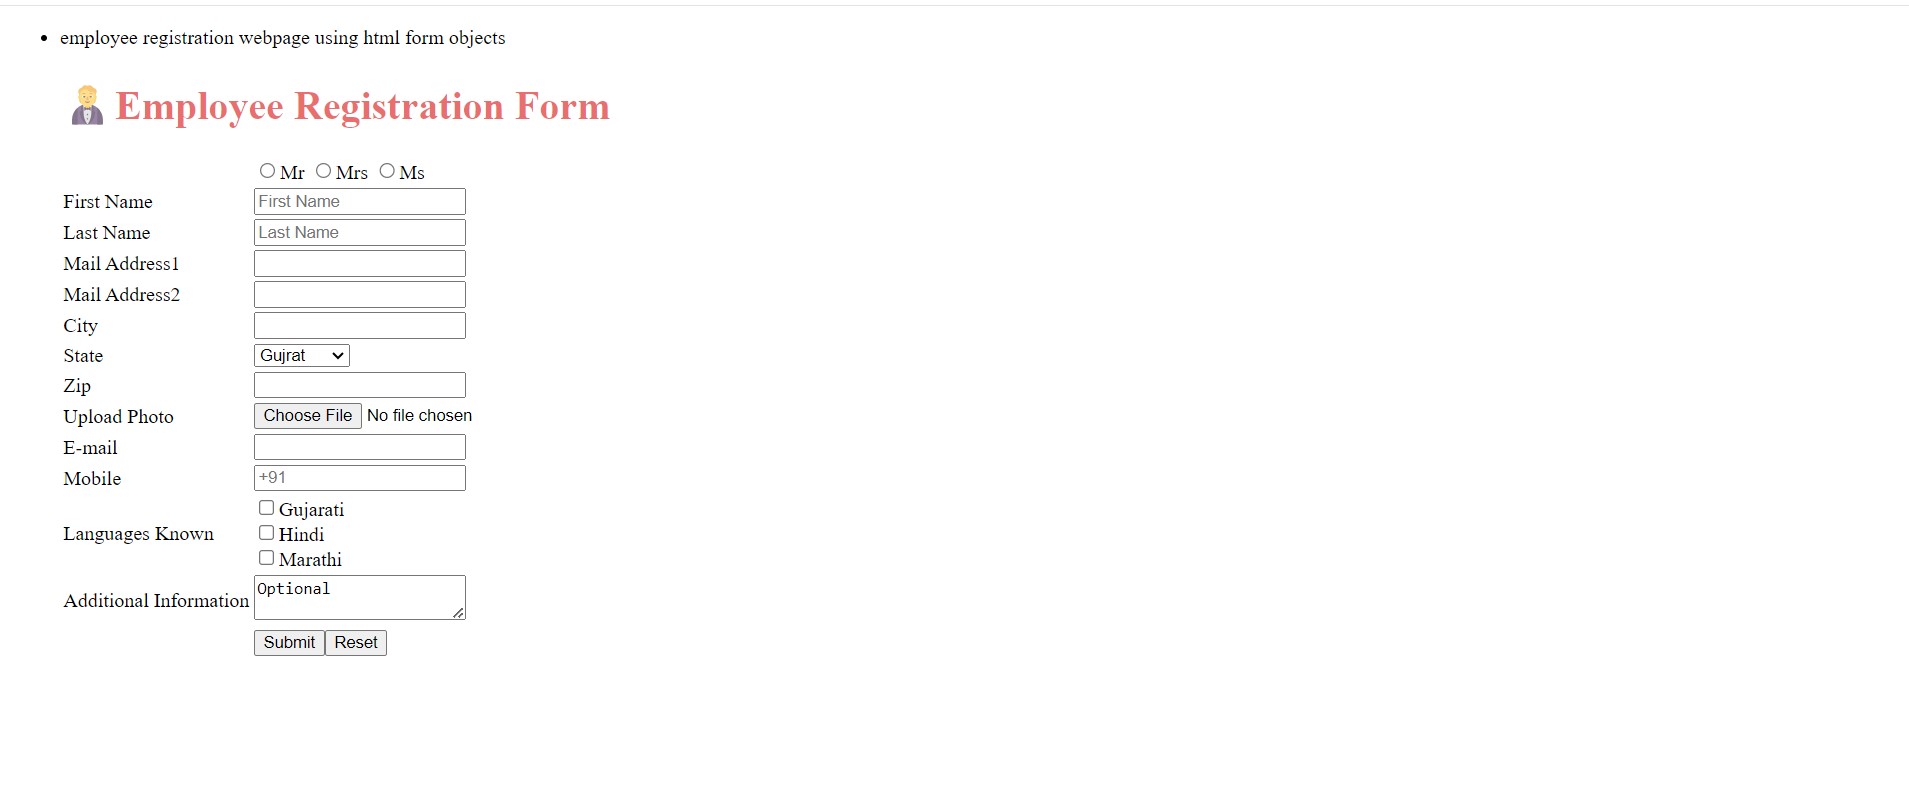 employee registration webpage using html form objects
Employee Registration Form
Mr Mrs Ms
First Name First Name
Last Name Last Name
Mail Address1
Mail Address2
City
State Gujrat
Zip
Upload Photo Choose File No file chosen
E-mail
Mobile +91
Gujarati
Languages Known Hindi
Marathi
Additional Information Optional
Submit Reset